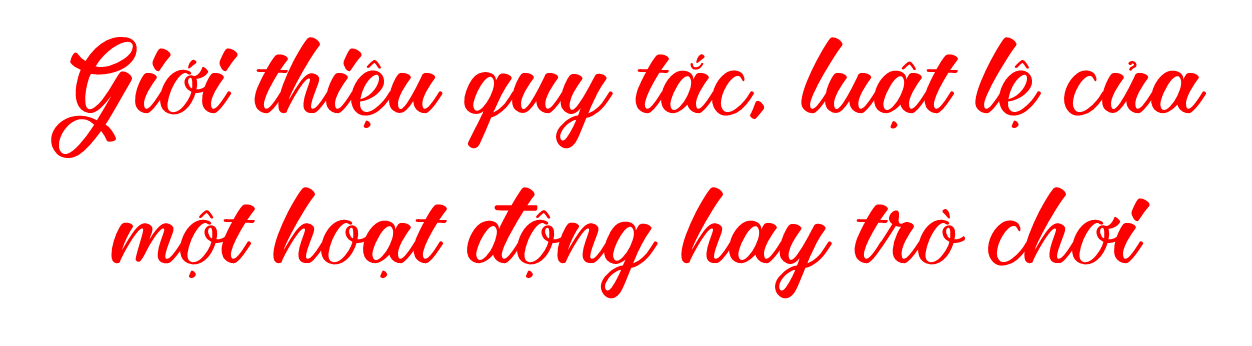 Giới thiệu quy tắc, luật lệ của
một hoạt động hay trò chơi